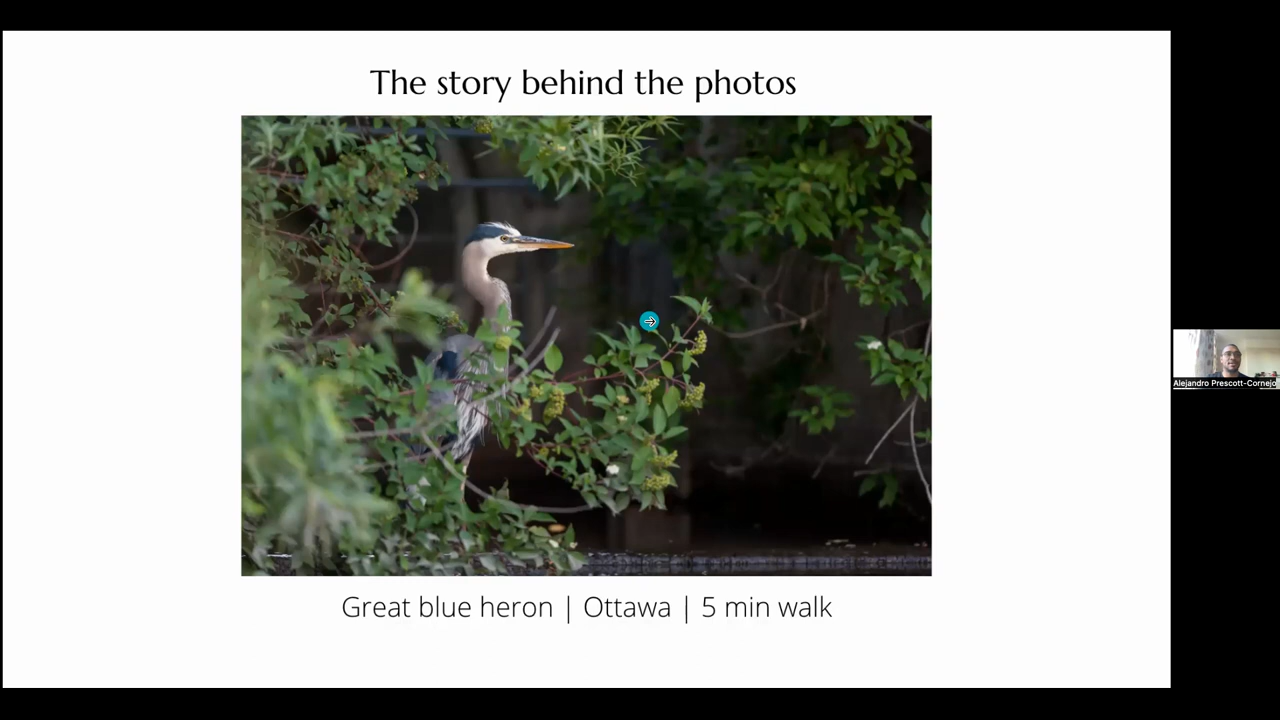 The story behind the photos
Great blue heron | Ottawa | 5 min walk
Alejandro Prescott-Cornejo